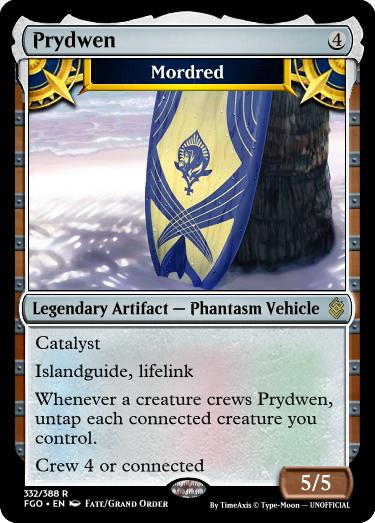 Prydwen 4
Mordred
Legendary Artifact — Phantasm Vehicle
Catalyst
Islandguide, lifelink
Whenever a creature crews Prydwen,
untap each connected creature you
control.
Crew 4 or connected
5/5
332/388 R
FGO • EN Fate/Grand Order
By TimeAxis © Type-Moon — UNOFFICIAL